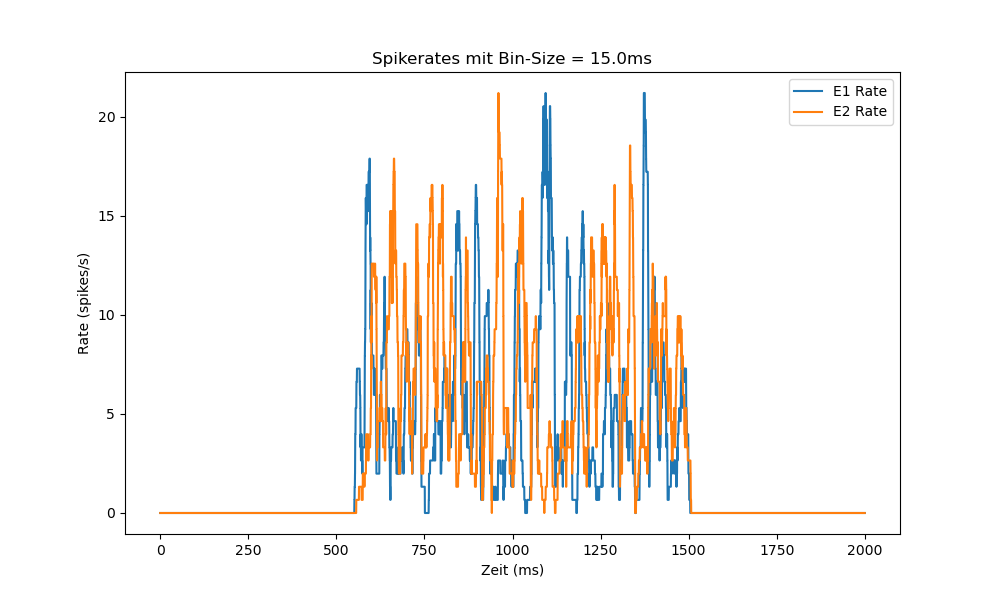 Spikerates mit Bin-Size = 15.0ms
E1 Rate
E2 Rate
Rate (spikes/s)
20
15
10
5
0
0 250 500 750 1000 1250 1500 1750 2000
Zeit (ms)